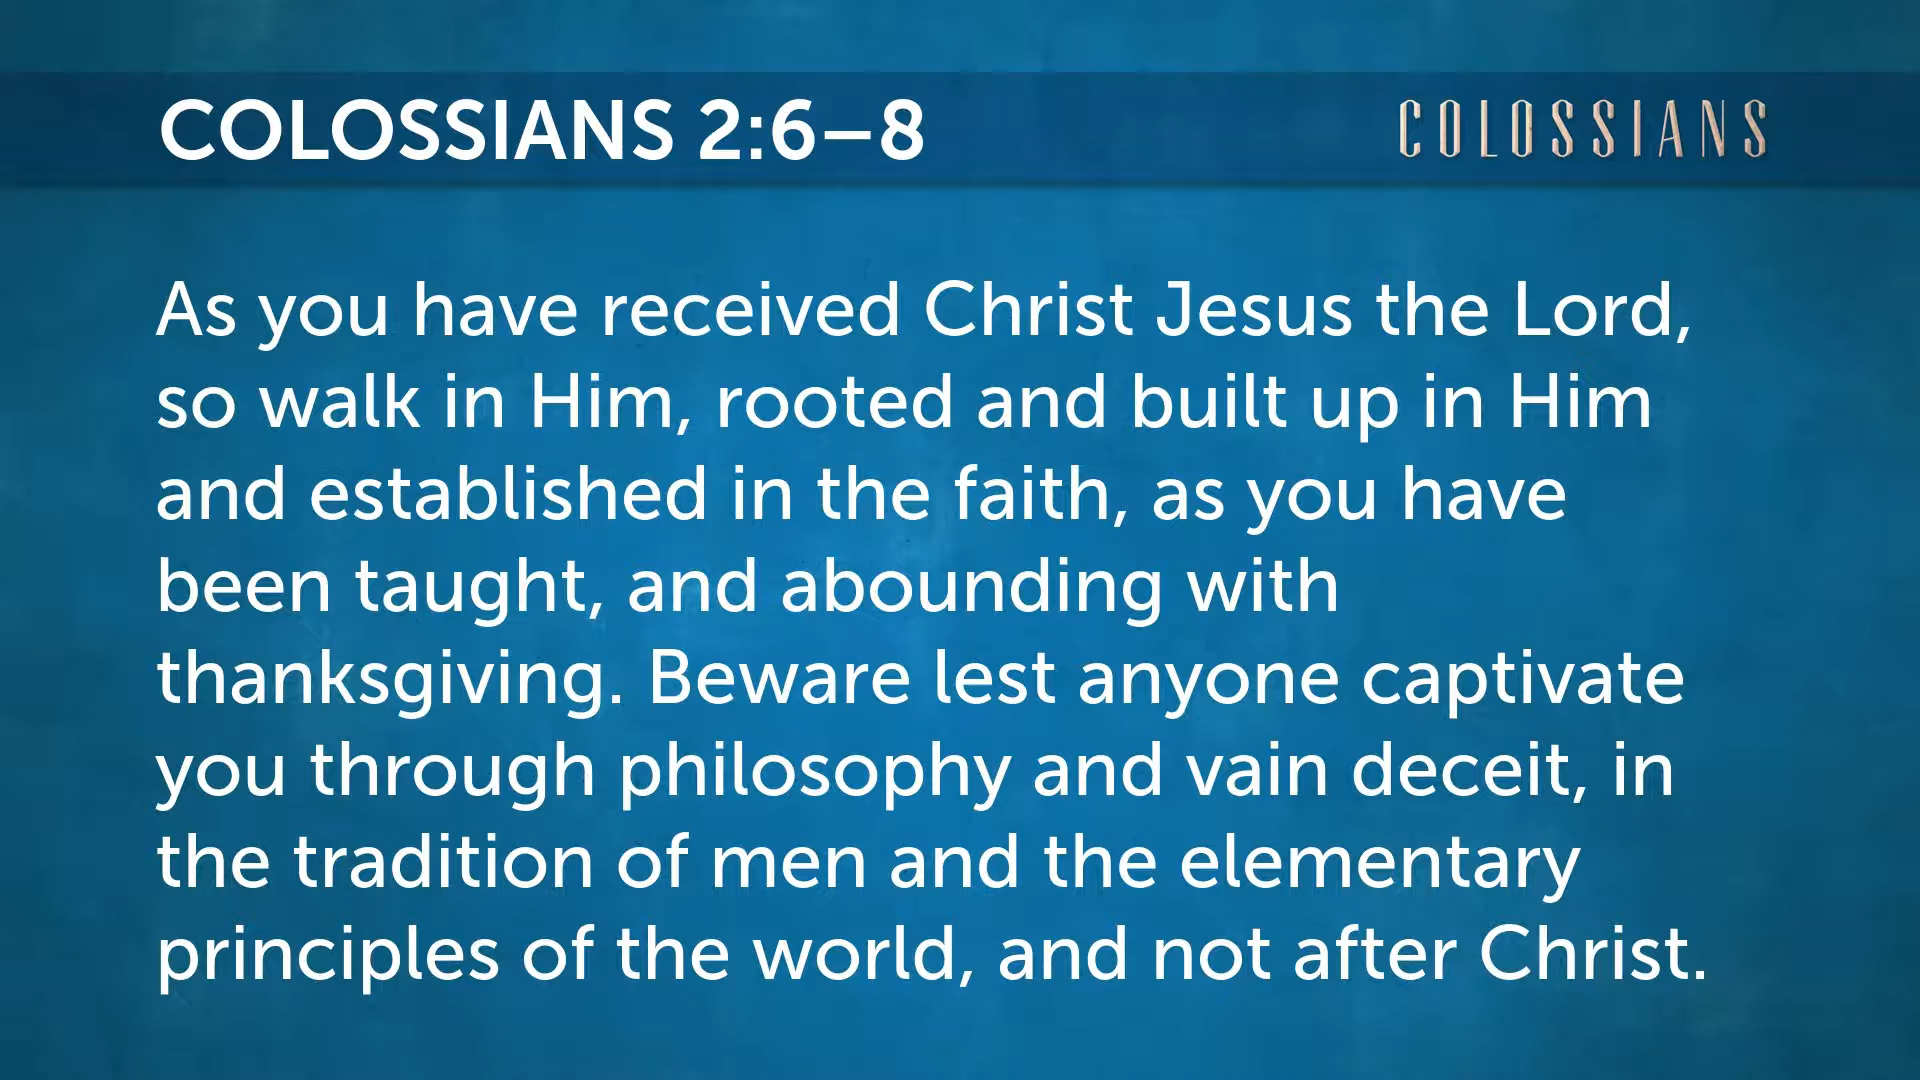 COLOSSIANS 2:6–8
COLOSSIANS
As you have received Christ Jesus the Lord,
so walk in Him, rooted and built up in Him
and established in the faith, as you have
been taught, and abounding with
thanksgiving. Beware lest anyone captivate
you through philosophy and vain deceit, in
the tradition of men and the elementary
principles of the world, and not after Christ.